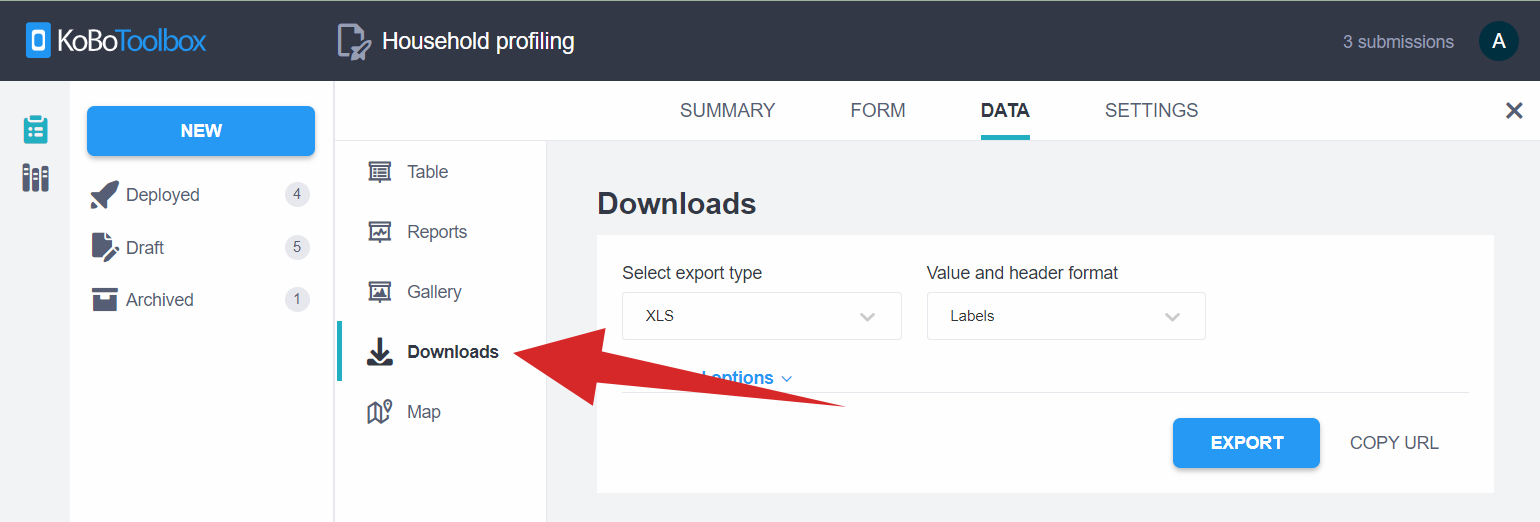 KoBoToolbox
Household profiling
3 submissions
A
SUMMARY
FORM
DATA
SETTINGS
NEW
Deployed
4
Draft
5
Archived
1
Table
Reports
Gallery
Downloads
Map
Downloads
Select export type
Value and header format
XLS
Labels
options
EXPORT
COPY URL